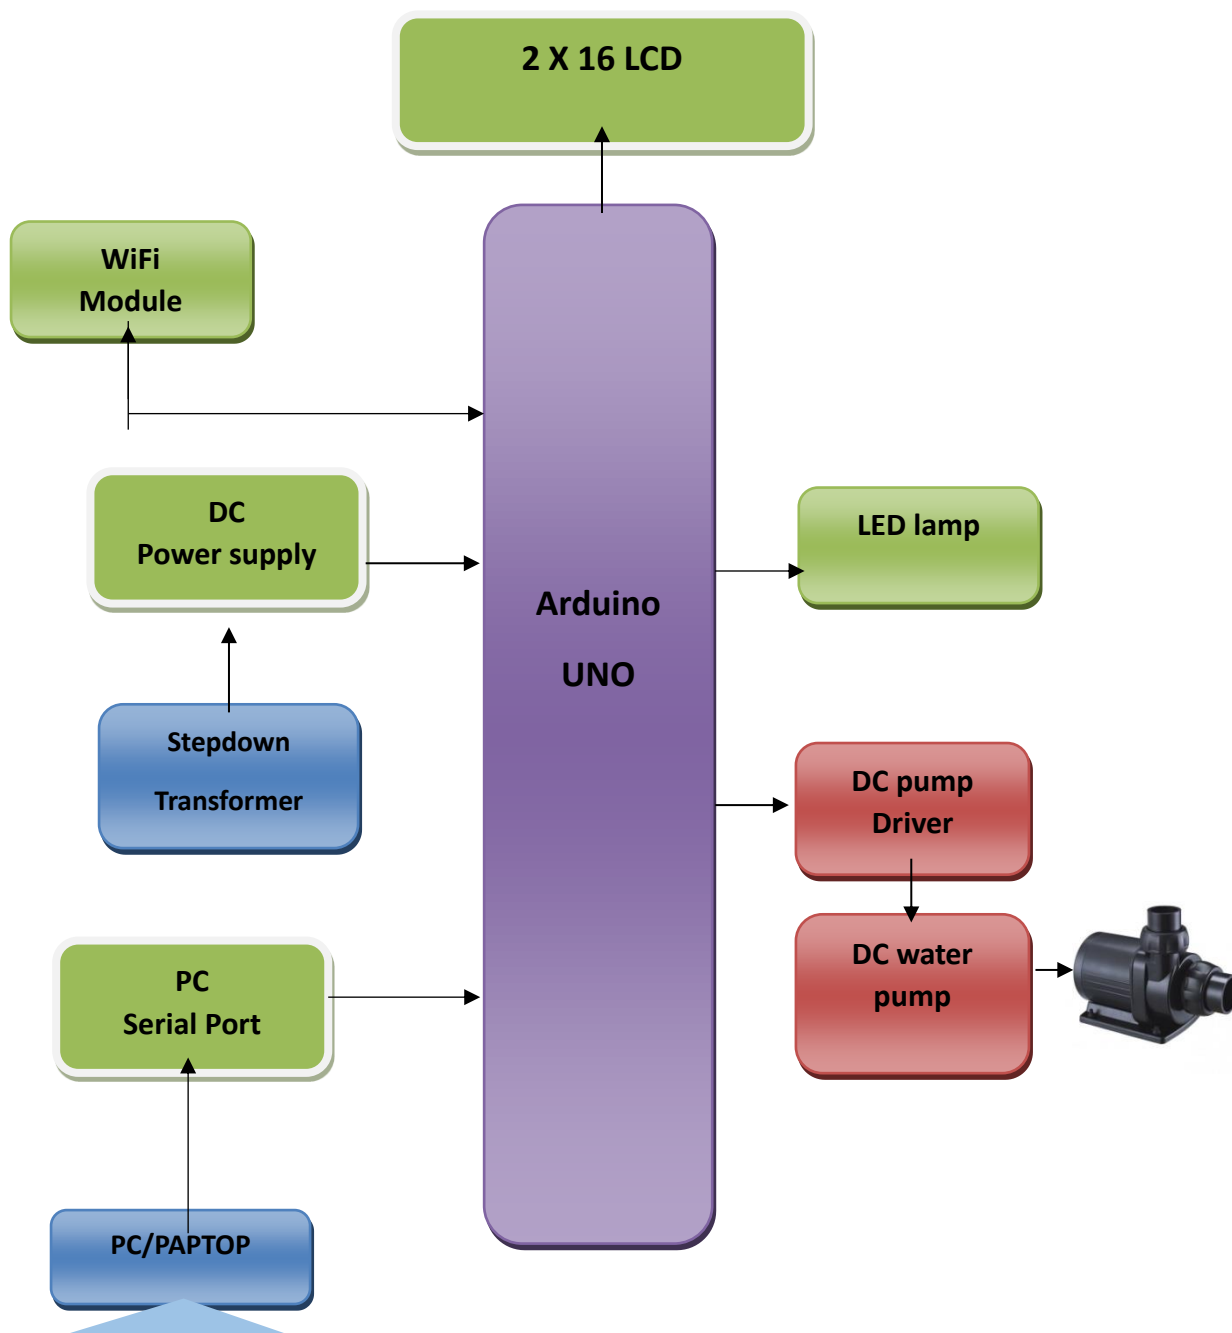 2 X 16 LCD
WiFi
Module
DC
Power supply
LED lamp
Arduino
UNO
Stepdown
Transformer
DC pump
Driver
DC water
pump
PC
Serial Port
PC/PAPTOP